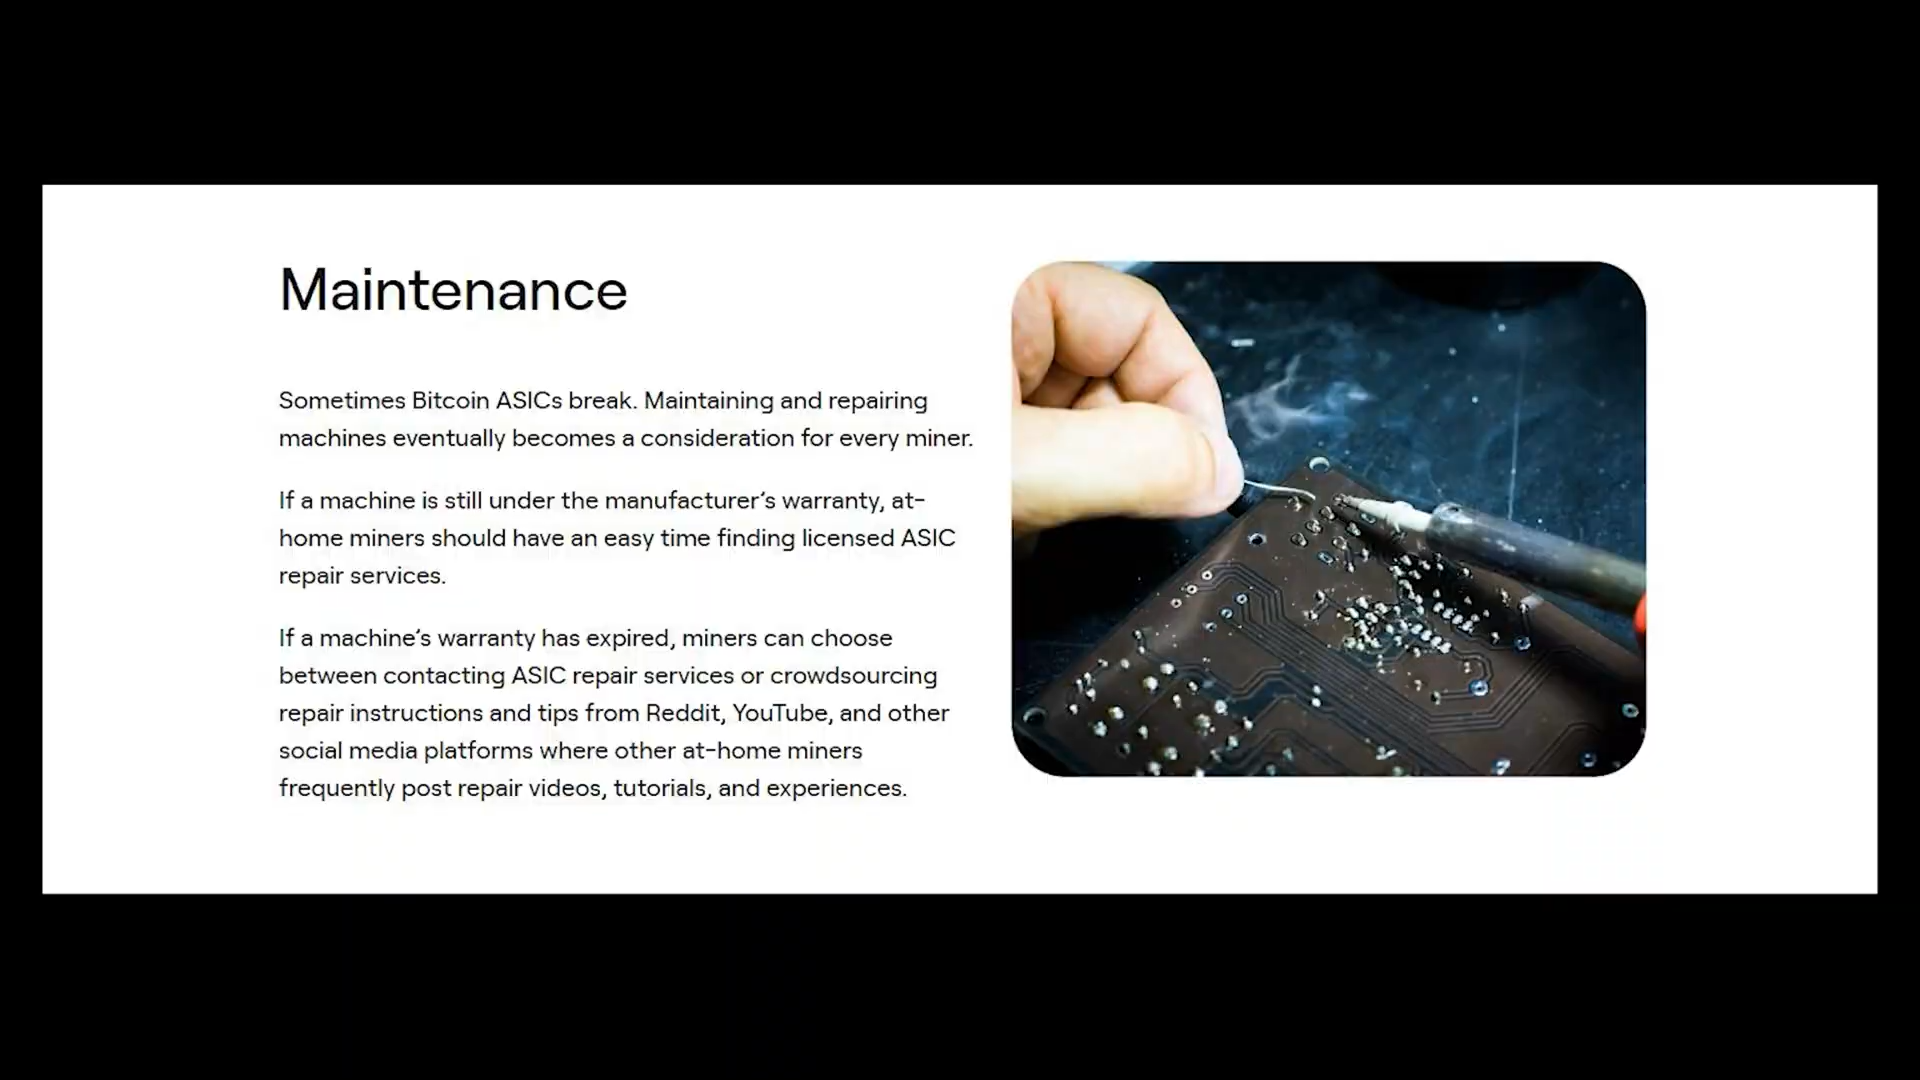 Maintenance
Sometimes Bitcoin ASICs break. Maintaining and repairing
machines eventually becomes a consideration for every miner.
If a machine is still under the manufacturer’s warranty, at-
home miners should have an easy time finding licensed ASIC
repair services.
If a machine’s warranty has expired, miners can choose
between contacting ASIC repair services or crowdsourcing
repair instructions and tips from Reddit, YouTube, and other
social media platforms where other at-home miners
frequently post repair videos, tutorials, and experiences.